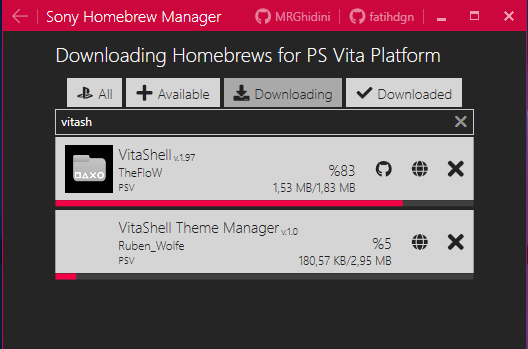 Sony Homebrew Manager MRGhidini fatihdgn
Downloading Homebrews for PS Vita Platform
All Available Downloading Downloaded
vitash
VitaShell v.1.97
TheFloW %83
PSV 1,53 MB/1,83 MB
VitaShell Theme Manager v.1.0
Ruben_Wolfe %5
PSV 180,57 KB/2,95 MB